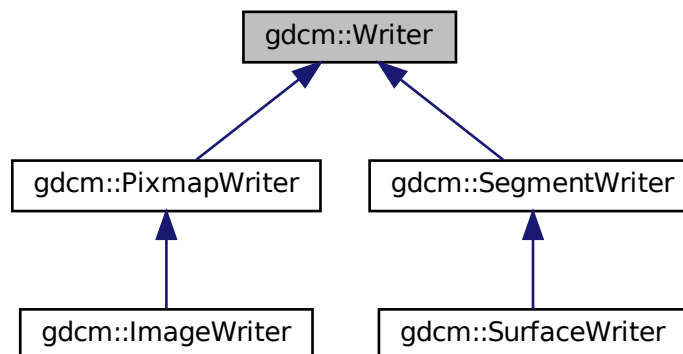 gdcm::Writer
gdcm::PixmapWriter
gdcm::SegmentWriter
gdcm::ImageWriter
gdcm::SurfaceWriter